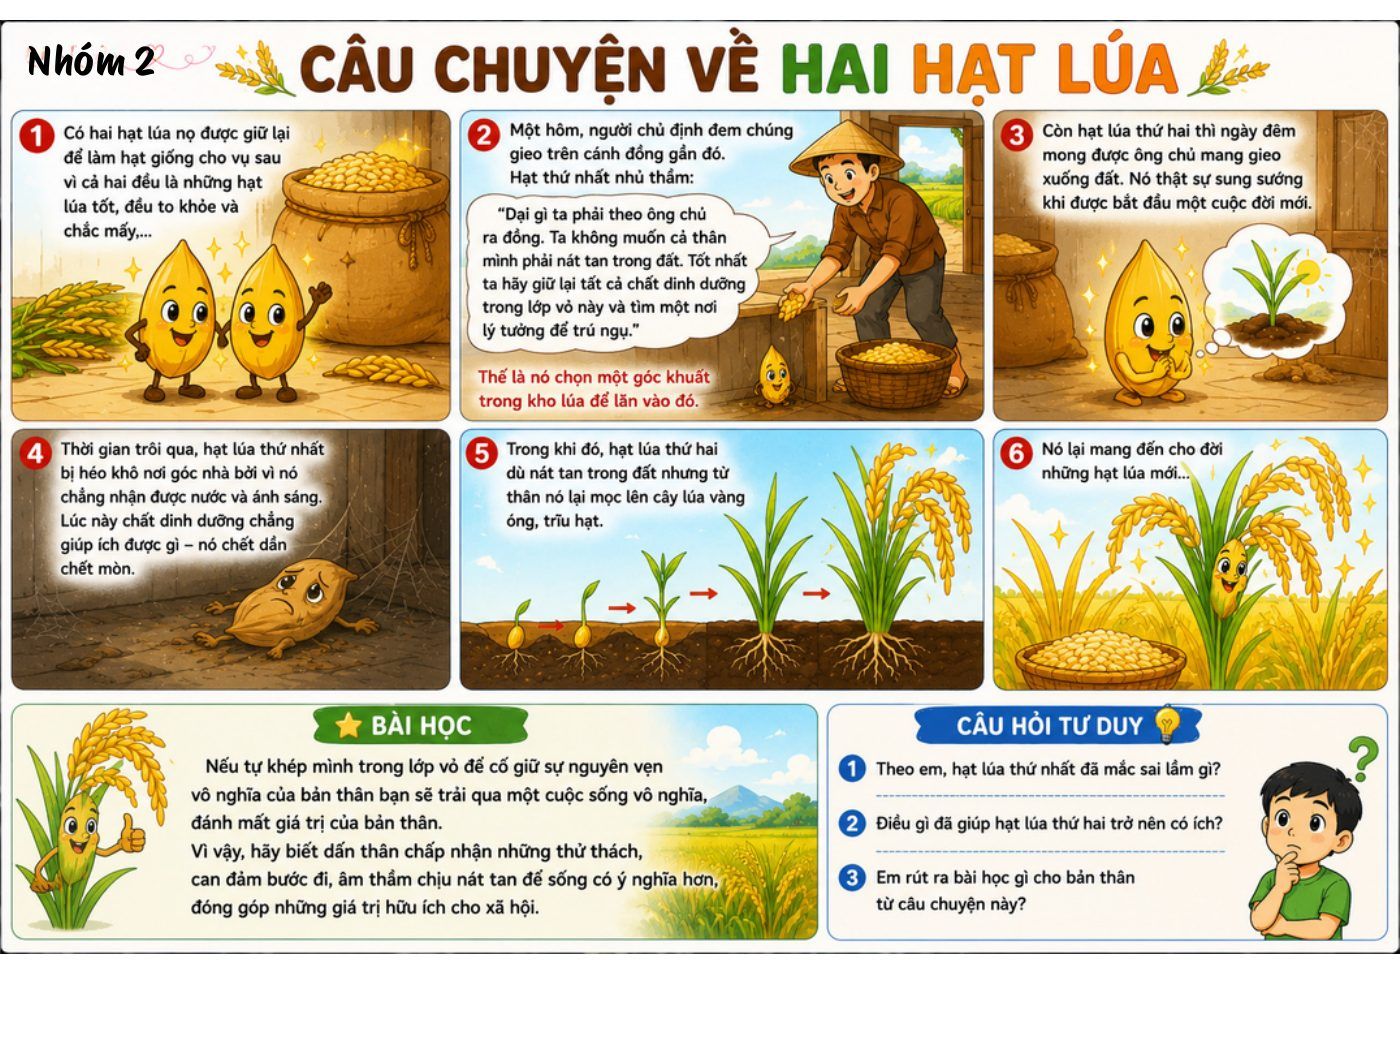 Nhóm 2
CÂU CHUYỆN VỀ HAI HẠT LÚA
1
Có hai hạt lúa nọ được giữ lại
để làm hạt giống cho vụ sau
vì cả hai đều là những hạt
lúa tốt, đều to khỏe và
chắc mẩy,...
2
Một hôm, người chủ định đem chúng
gieo trên cánh đồng gần đó.
Hạt thứ nhất nhủ thầm:
“Dại gì ta phải theo ông chủ
ra đồng. Ta không muốn cả thân
mình phải nát tan trong đất. Tốt nhất
ta hãy giữ lại tất cả chất dinh dưỡng
trong lớp vỏ này và tìm một nơi
lý tưởng để trú ngụ.”
Thế là nó chọn một góc khuất
trong kho lúa để lăn vào đó.
3
Còn hạt lúa thứ hai thì ngày đêm
mong được ông chủ mang gieo
xuống đất. Nó thật sự sung sướng
khi được bắt đầu một cuộc đời mới.
4
Thời gian trôi qua, hạt lúa thứ nhất
bị héo khô nơi góc nhà bởi vì nó
chẳng nhận được nước và ánh sáng.
Lúc này chất dinh dưỡng chẳng
giúp ích được gì – nó chết dần
chết mòn.
5
Trong khi đó, hạt lúa thứ hai
dù nát tan trong đất nhưng từ
thân nó lại mọc lên cây lúa vàng
óng, trĩu hạt.
6
Nó lại mang đến cho đời
những hạt lúa mới...
BÀI HỌC
Nếu tự khép mình trong lớp vỏ để cố giữ sự nguyên vẹn
vô nghĩa của bản thân bạn sẽ trải qua một cuộc sống vô nghĩa,
đánh mất giá trị của bản thân.
Vì vậy, hãy biết dấn thân chấp nhận những thử thách,
can đảm bước đi, âm thầm chịu nát tan để sống có ý nghĩa hơn,
đóng góp những giá trị hữu ích cho xã hội.
CÂU HỎI TƯ DUY
1 Theo em, hạt lúa thứ nhất đã mắc sai lầm gì?
2 Điều gì đã giúp hạt lúa thứ hai trở nên có ích?
3 Em rút ra bài học gì cho bản thân
từ câu chuyện này?
?